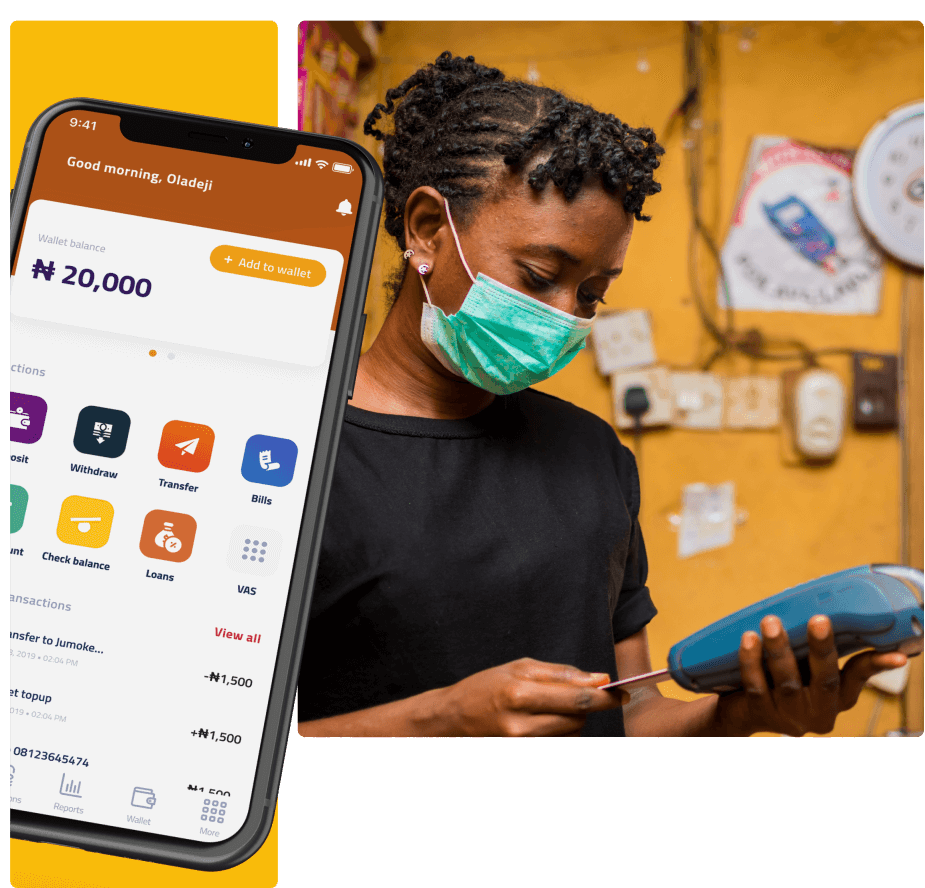 9:41
Good morning, Oladeji
Wallet balance
₦ 20,000
+ Add to wallet
ctions
osit
Withdraw
Transfer
Bills
unt
Check balance
Loans
VAS
ansactions
View all
ansfer to Jumoke...
3, 2019 • 02:04 PM
-₦1,500
et topup
019 • 02:04 PM
+₦1,500
08123645474
₦1,500
ons
Reports
Wallet
More